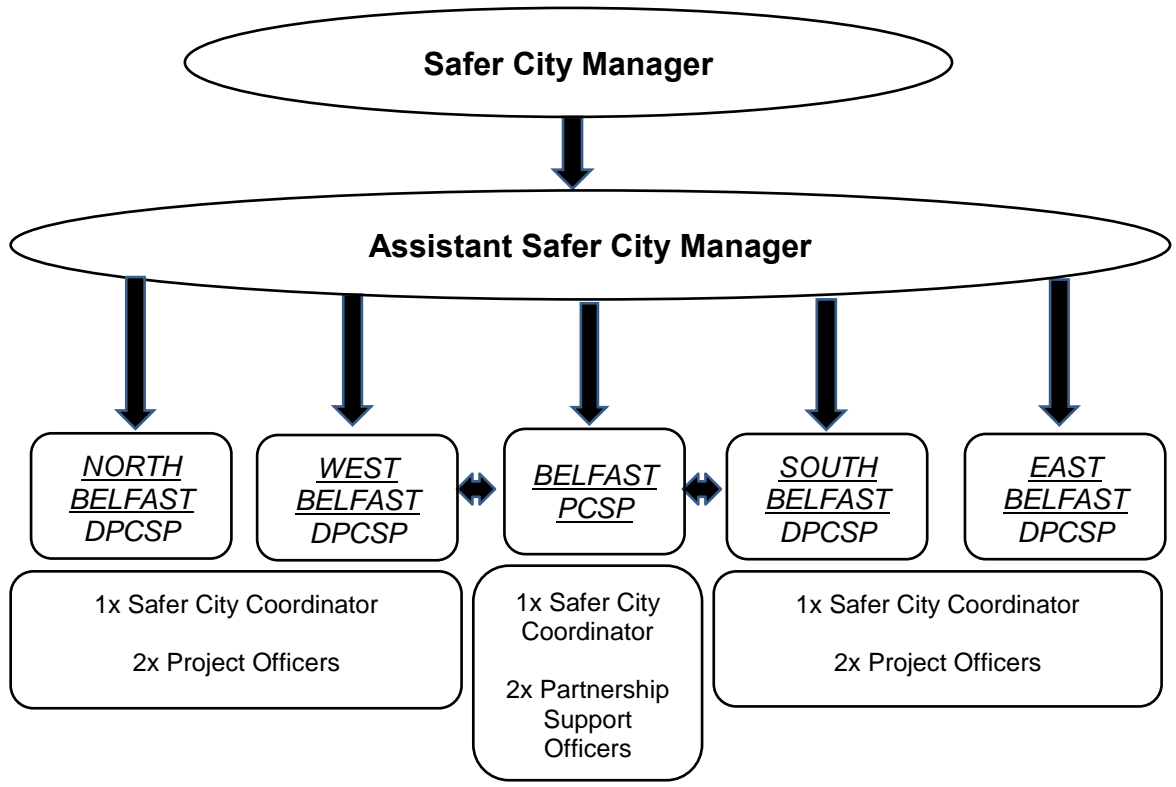 Safer City Manager
Assistant Safer City Manager
NORTH
BELFAST
DPCSP
WEST
BELFAST
DPCSP
BELFAST
PCSP
SOUTH
BELFAST
DPCSP
EAST
BELFAST
DPCSP
1x Safer City Coordinator
2x Project Officers
1x Safer City
Coordinator
2x Partnership
Support
Officers
1x Safer City Coordinator
2x Project Officers